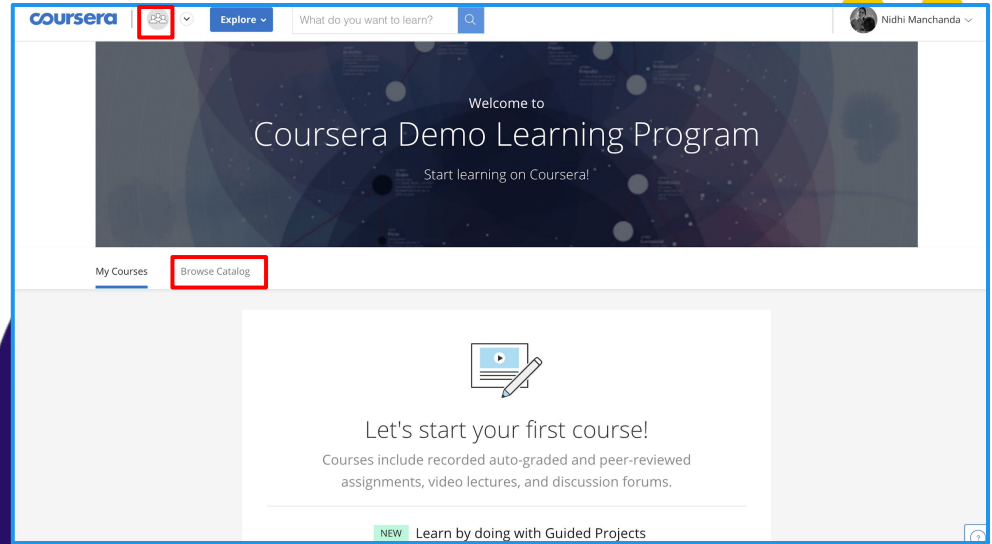 coursera
Explore
What do you want to learn?
Nidhi Manchanda
Welcome to
Coursera Demo Learning Program
Start learning on Coursera!
My Courses
Browse Catalog
Let's start your first course!
Courses include recorded auto-graded and peer-reviewed
assignments, video lectures, and discussion forums.
NEW Learn by doing with Guided Projects
?